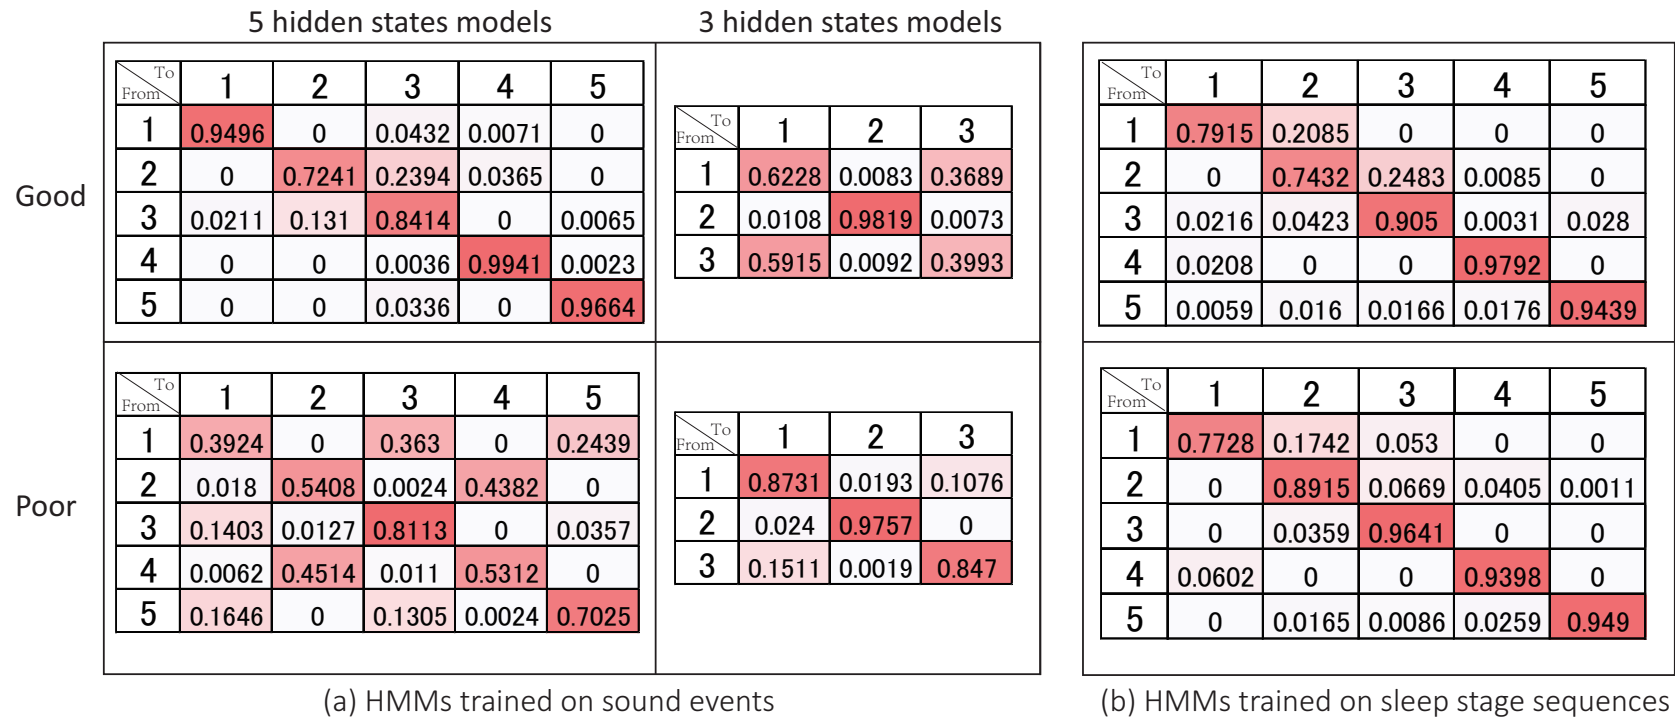 5 hidden states models 3 hidden states models
Good
To
From 1 2 3 4 5
1 0.9496 0 0.0432 0.0071 0
2 0 0.7241 0.2394 0.0365 0
3 0.0211 0.131 0.8414 0 0.0065
4 0 0 0.0036 0.9941 0.0023
5 0 0 0.0336 0 0.9664
To
From 1 2 3
1 0.6228 0.0083 0.3689
2 0.0108 0.9819 0.0073
3 0.5915 0.0092 0.3993
To
From 1 2 3 4 5
1 0.7915 0.2085 0 0 0
2 0 0.7432 0.2483 0.0085 0
3 0.0216 0.0423 0.905 0.0031 0.028
4 0.0208 0 0 0.9792 0
5 0.0059 0.016 0.0166 0.0176 0.9439
Poor
To
From 1 2 3 4 5
1 0.3924 0 0.363 0 0.2439
2 0.018 0.5408 0.0024 0.4382 0
3 0.1403 0.0127 0.8113 0 0.0357
4 0.0062 0.4514 0.011 0.5312 0
5 0.1646 0 0.1305 0.0024 0.7025
To
From 1 2 3
1 0.8731 0.0193 0.1076
2 0.024 0.9757 0
3 0.1511 0.0019 0.847
To
From 1 2 3 4 5
1 0.7728 0.1742 0.053 0 0
2 0 0.8915 0.0669 0.0405 0.0011
3 0 0.0359 0.9641 0 0
4 0.0602 0 0 0.9398 0
5 0 0.0165 0.0086 0.0259 0.949
(a) HMMs trained on sound events
(b) HMMs trained on sleep stage sequences